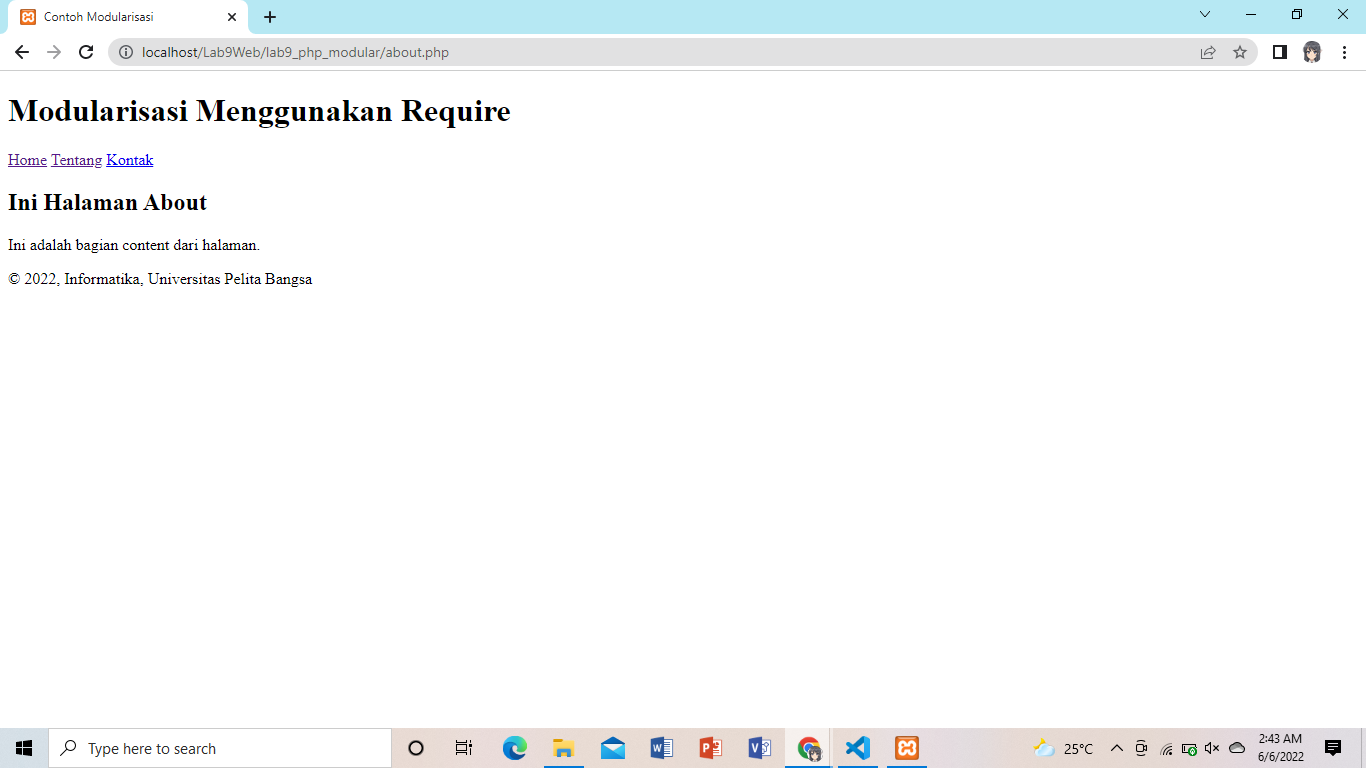 Contoh Modularisasi
localhost/Lab9Web/lab9_php_modular/about.php
Modularisasi Menggunakan Require
Home Tentang Kontak
Ini Halaman About
Ini adalah bagian content dari halaman.
© 2022, Informatika, Universitas Pelita Bangsa
Type here to search
25°C
2:43 AM
6/6/2022